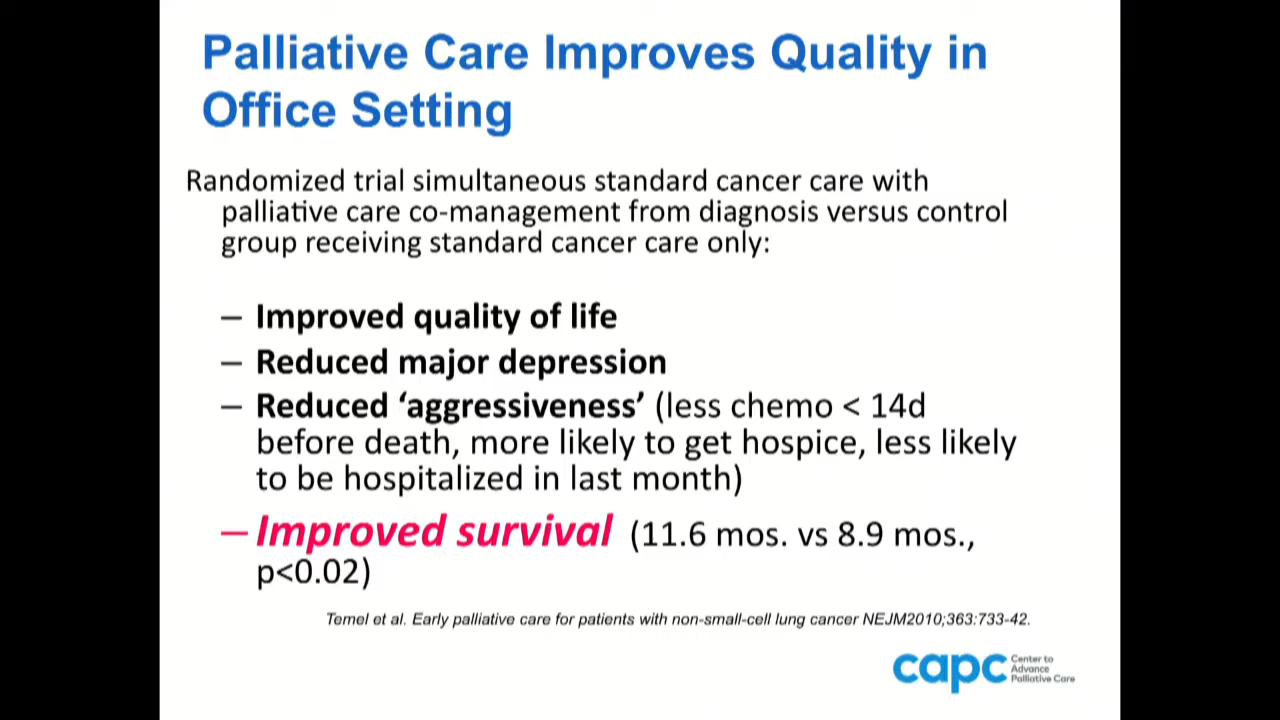 Palliative Care Improves Quality in
Office Setting
Randomized trial simultaneous standard cancer care with
palliative care co-management from diagnosis versus control
group receiving standard cancer care only:
– Improved quality of life
– Reduced major depression
– Reduced ‘aggressiveness’ (less chemo < 14d
before death, more likely to get hospice, less likely
to be hospitalized in last month)
– Improved survival (11.6 mos. vs 8.9 mos.,
p<0.02)
Temel et al. Early palliative care for patients with non-small-cell lung cancer NEJM2010;363:733-42.
capc
Center to
Advance
Palliative Care